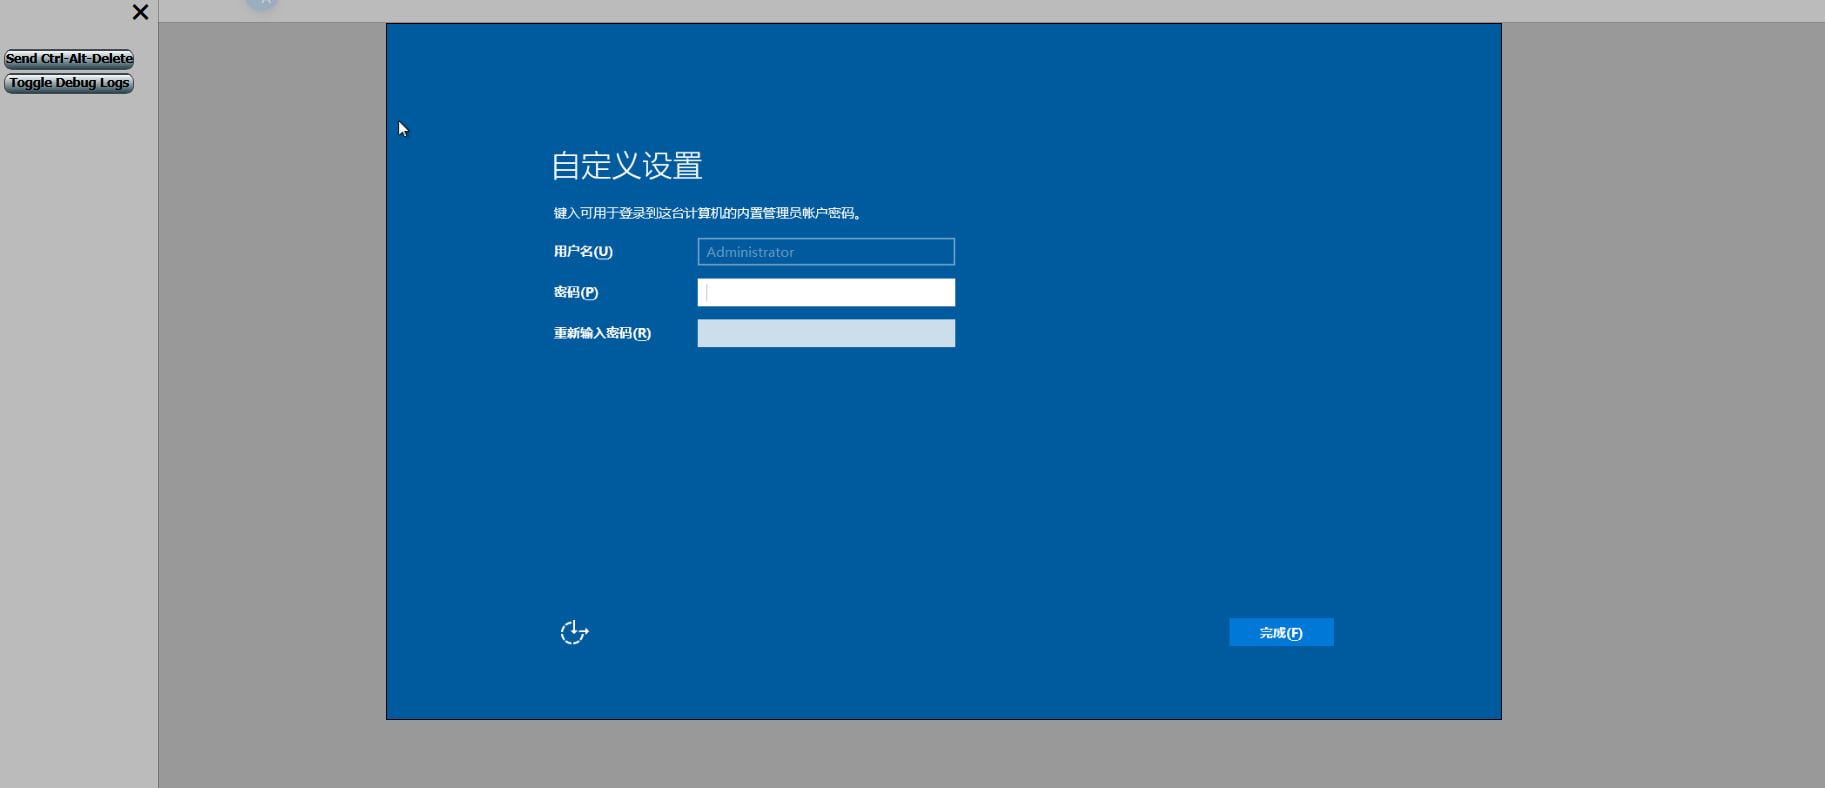 Send Ctrl-Alt-Delete
Toggle Debug Logs
自定义设置
键入可用于登录到这台计算机的内置管理员帐户密码。
用户名(U)
Administrator
密码(P)
重新输入密码(R)
完成(F)